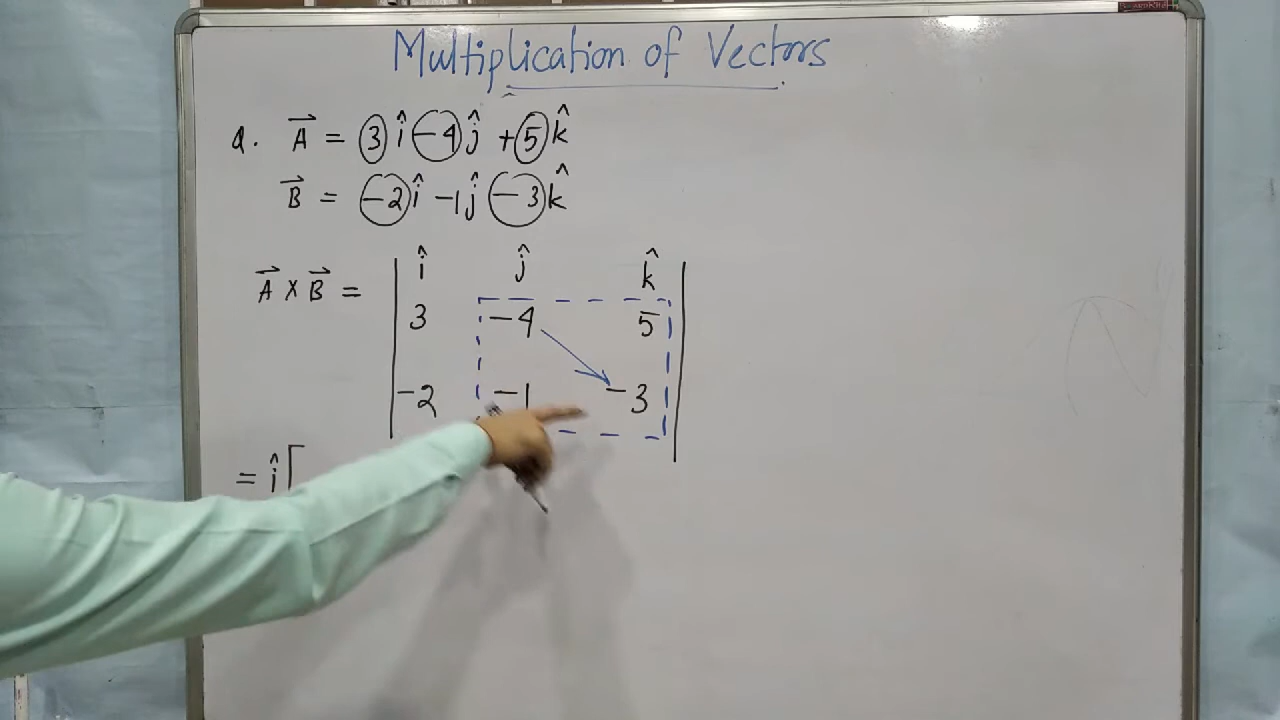 Multiplication of Vectors
Q. A⃗ = 3î -4ĵ +5k̂
B⃗ = -2î -1ĵ -3k̂
î ĵ k̂
A⃗ X B⃗ =
3 -4 5
-2 -1 -3
= î [